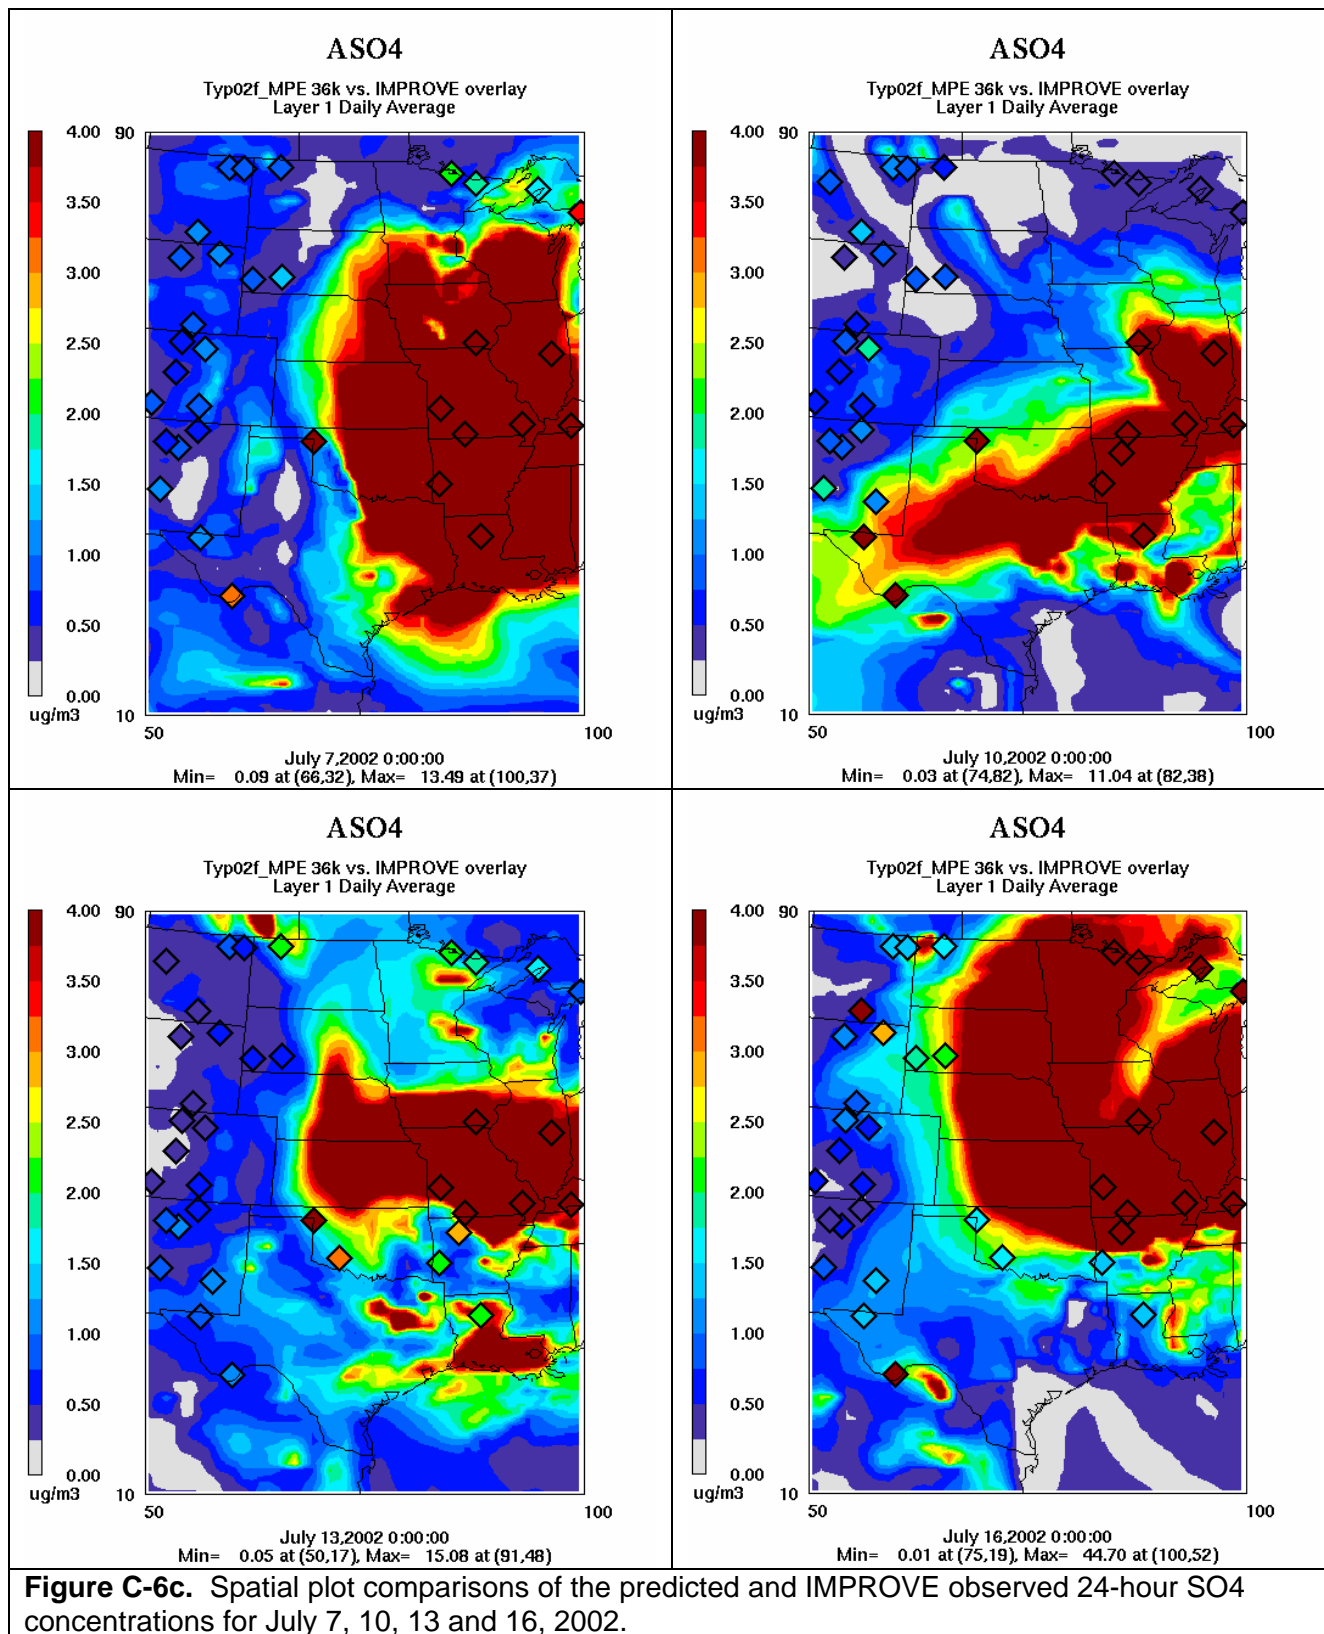 ASO4
Typ02f_MPE 36k vs. IMPROVE overlay
Layer 1 Daily Average
4.00
3.50
3.00
2.50
2.00
1.50
1.00
0.50
0.00
ug/m3
90
10
50
100
July 7,2002 0:00:00
Min= 0.09 at (66,32), Max= 13.49 at (100,37)
ASO4
Typ02f_MPE 36k vs. IMPROVE overlay
Layer 1 Daily Average
4.00
3.50
3.00
2.50
2.00
1.50
1.00
0.50
0.00
ug/m3
90
10
50
100
July 10,2002 0:00:00
Min= 0.03 at (74,82), Max= 11.04 at (82,38)
ASO4
Typ02f_MPE 36k vs. IMPROVE overlay
Layer 1 Daily Average
4.00
3.50
3.00
2.50
2.00
1.50
1.00
0.50
0.00
ug/m3
90
10
50
100
July 13,2002 0:00:00
Min= 0.05 at (50,17), Max= 15.08 at (91,48)
ASO4
Typ02f_MPE 36k vs. IMPROVE overlay
Layer 1 Daily Average
4.00
3.50
3.00
2.50
2.00
1.50
1.00
0.50
0.00
ug/m3
90
10
50
100
July 16,2002 0:00:00
Min= 0.01 at (75,19), Max= 44.70 at (100,52)
Figure C-6c. Spatial plot comparisons of the predicted and IMPROVE observed 24-hour SO4
concentrations for July 7, 10, 13 and 16, 2002.